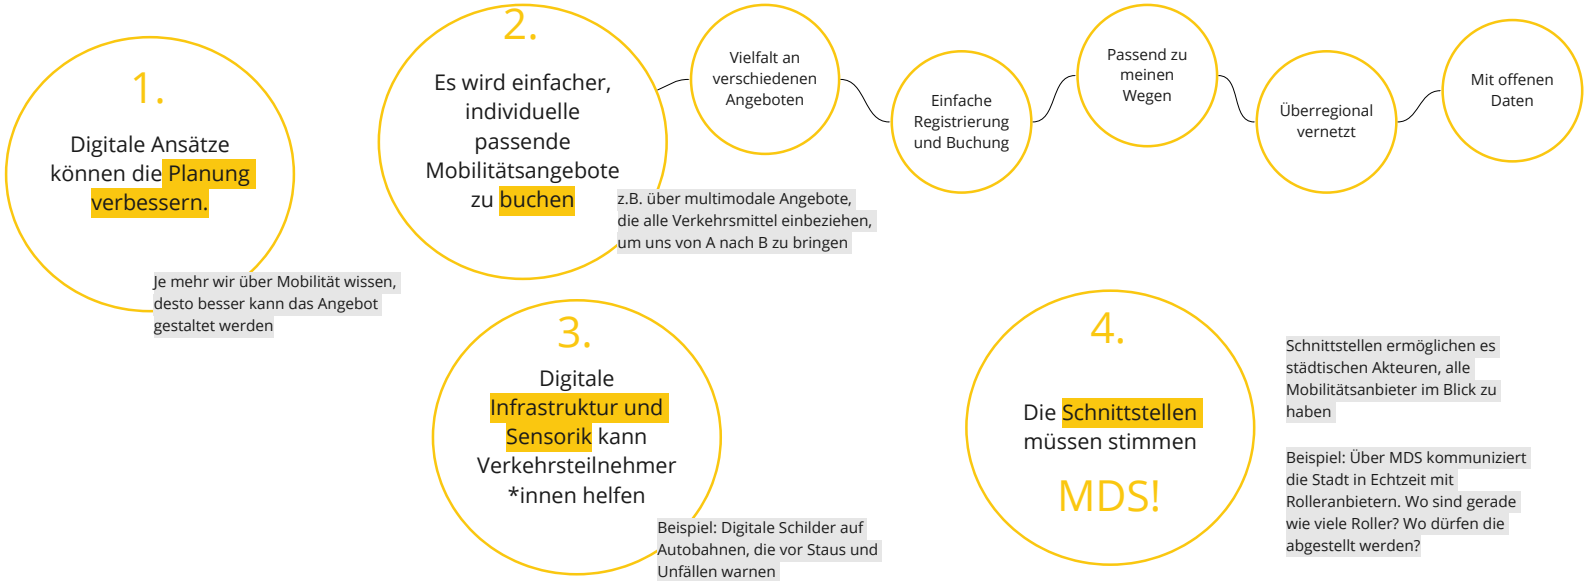 1.
Digitale Ansätze
können die Planung
verbessern.
Je mehr wir über Mobilität wissen,
desto besser kann das Angebot
gestaltet werden
2.
Es wird einfacher,
individuelle
passende
Mobilitätsangebote
zu buchen
z.B. über multimodale Angebote,
die alle Verkehrsmittel einbeziehen,
um uns von A nach B zu bringen
Vielfalt an
verschiedenen
Angeboten
Einfache
Registrierung
und Buchung
Passend zu
meinen
Wegen
Überregional
vernetzt
Mit offenen
Daten
3.
Digitale
Infrastruktur und
Sensorik kann
Verkehrsteilnehmer
*innen helfen
Beispiel: Digitale Schilder auf
Autobahnen, die vor Staus und
Unfällen warnen
4.
Die Schnittstellen
müssen stimmen
MDS!
Schnittstellen ermöglichen es
städtischen Akteuren, alle
Mobilitätsanbieter im Blick zu
haben
Beispiel: Über MDS kommuniziert
die Stadt in Echtzeit mit
Rolleranbietern. Wo sind gerade
wie viele Roller? Wo dürfen die
abgestellt werden?